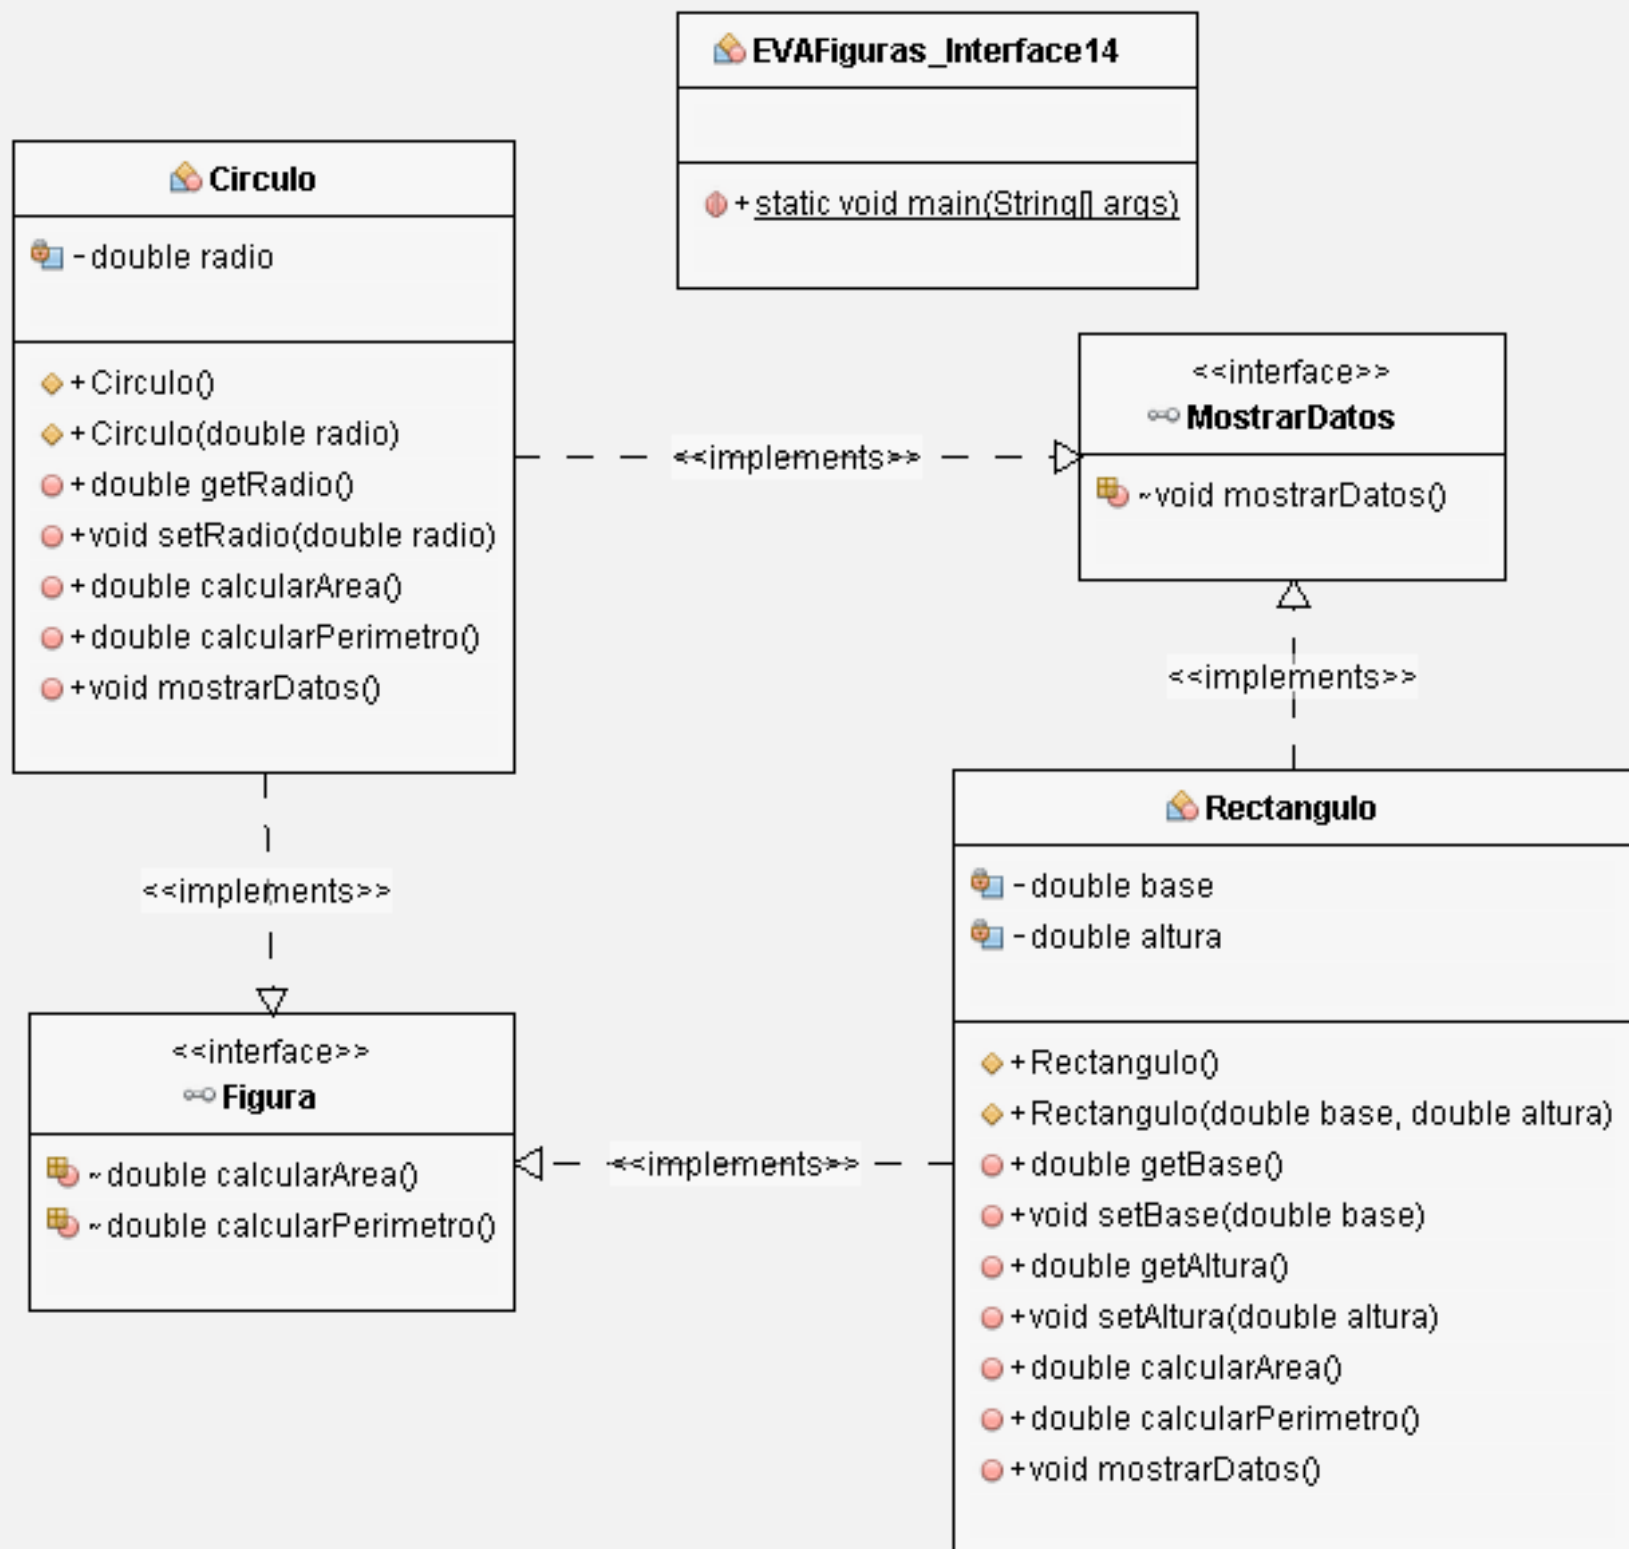 EVAFiguras_Interface14
+static void main(String[] args)
Circulo
-double radio
+Circulo()
+Circulo(double radio)
+double getRadio()
+void setRadio(double radio)
+double calcularArea()
+double calcularPerimetro()
+void mostrarDatos()
<<implements>>
<<interface>>
MostrarDatos
~void mostrarDatos()
<<implements>>
<<implements>>
<<interface>>
Figura
~double calcularArea()
~double calcularPerimetro()
<<implements>>
Rectangulo
-double base
-double altura
+Rectangulo()
+Rectangulo(double base, double altura)
+double getBase()
+void setBase(double base)
+double getAltura()
+void setAltura(double altura)
+double calcularArea()
+double calcularPerimetro()
+void mostrarDatos()